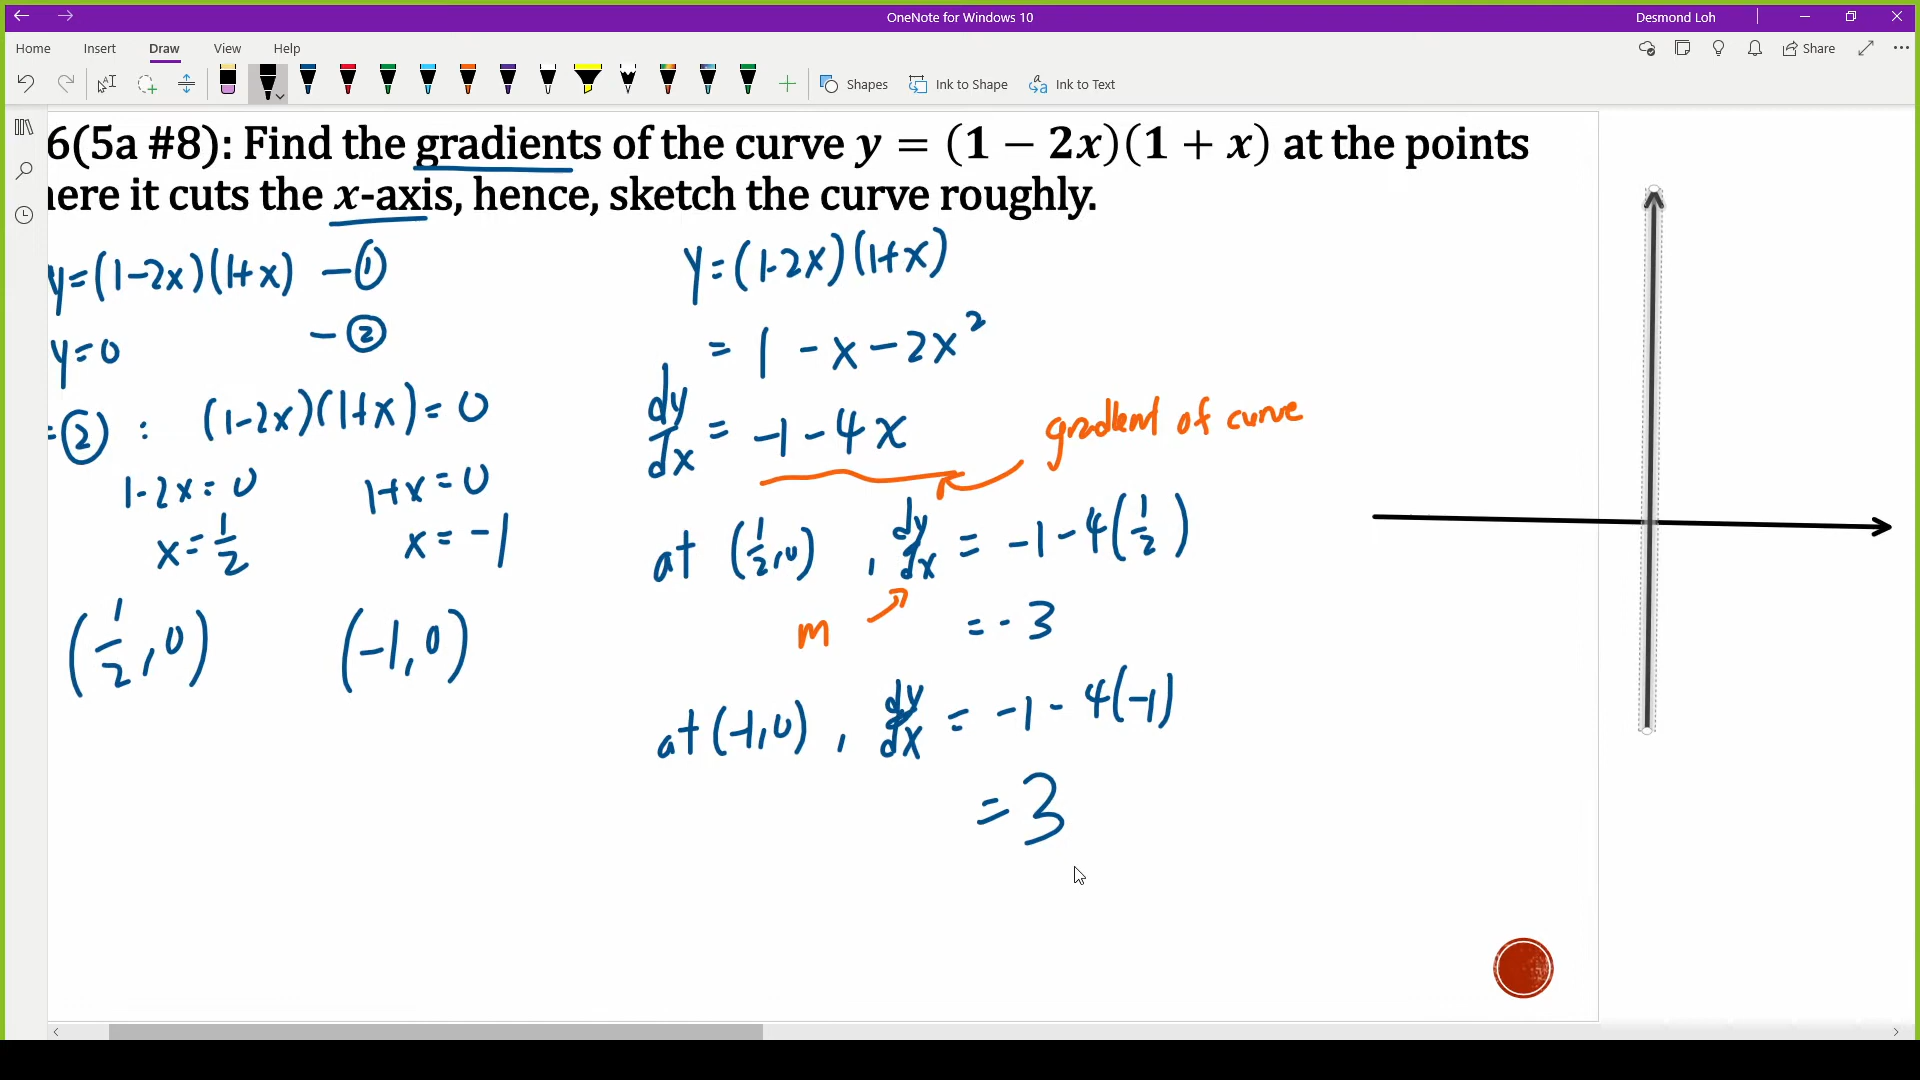 OneNote for Windows 10
Desmond Loh
Home Insert Draw View Help
Share
Shapes Ink to Shape Ink to Text
6(5a #8): Find the gradients of the curve y = (1 − 2x)(1 + x) at the points
here it cuts the x-axis, hence, sketch the curve roughly.
y=(1-2x)(1+x) -①
y=0 -②
=② : (1-2x)(1+x)=0
1-2x=0 1+x=0
x=1/2 x=-1
(1/2,0) (-1,0)
y=(1-2x)(1+x)
= 1 - x - 2x²
dy/dx = -1 - 4x
gradient of curve
at (1/2,0) , dy/dx = -1 - 4(1/2)
m
= -3
at (-1,0) , dy/dx = -1 - 4(-1)
= 3